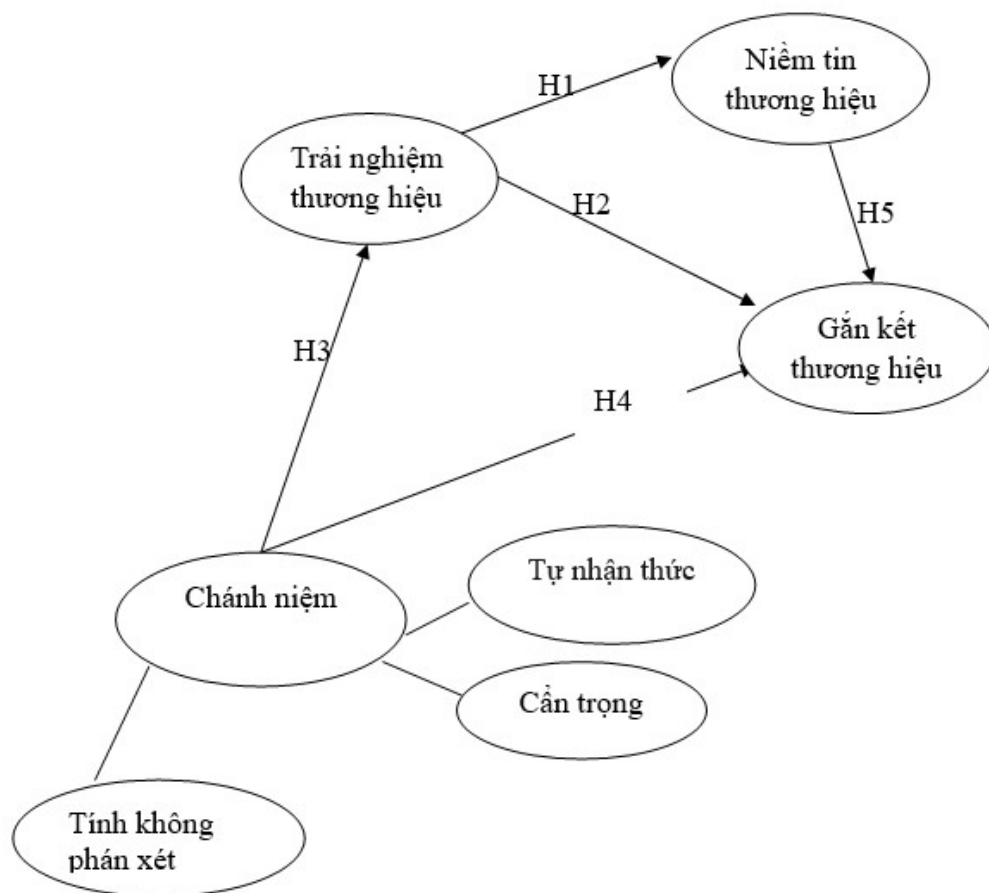 Niềm tin
thương hiệu
H1
Trải nghiệm
thương hiệu
H2
H5
Gắn kết
thương hiệu
H3
H4
Tự nhận thức
Chánh niệm
Cẩn trọng
Tính không
phán xét